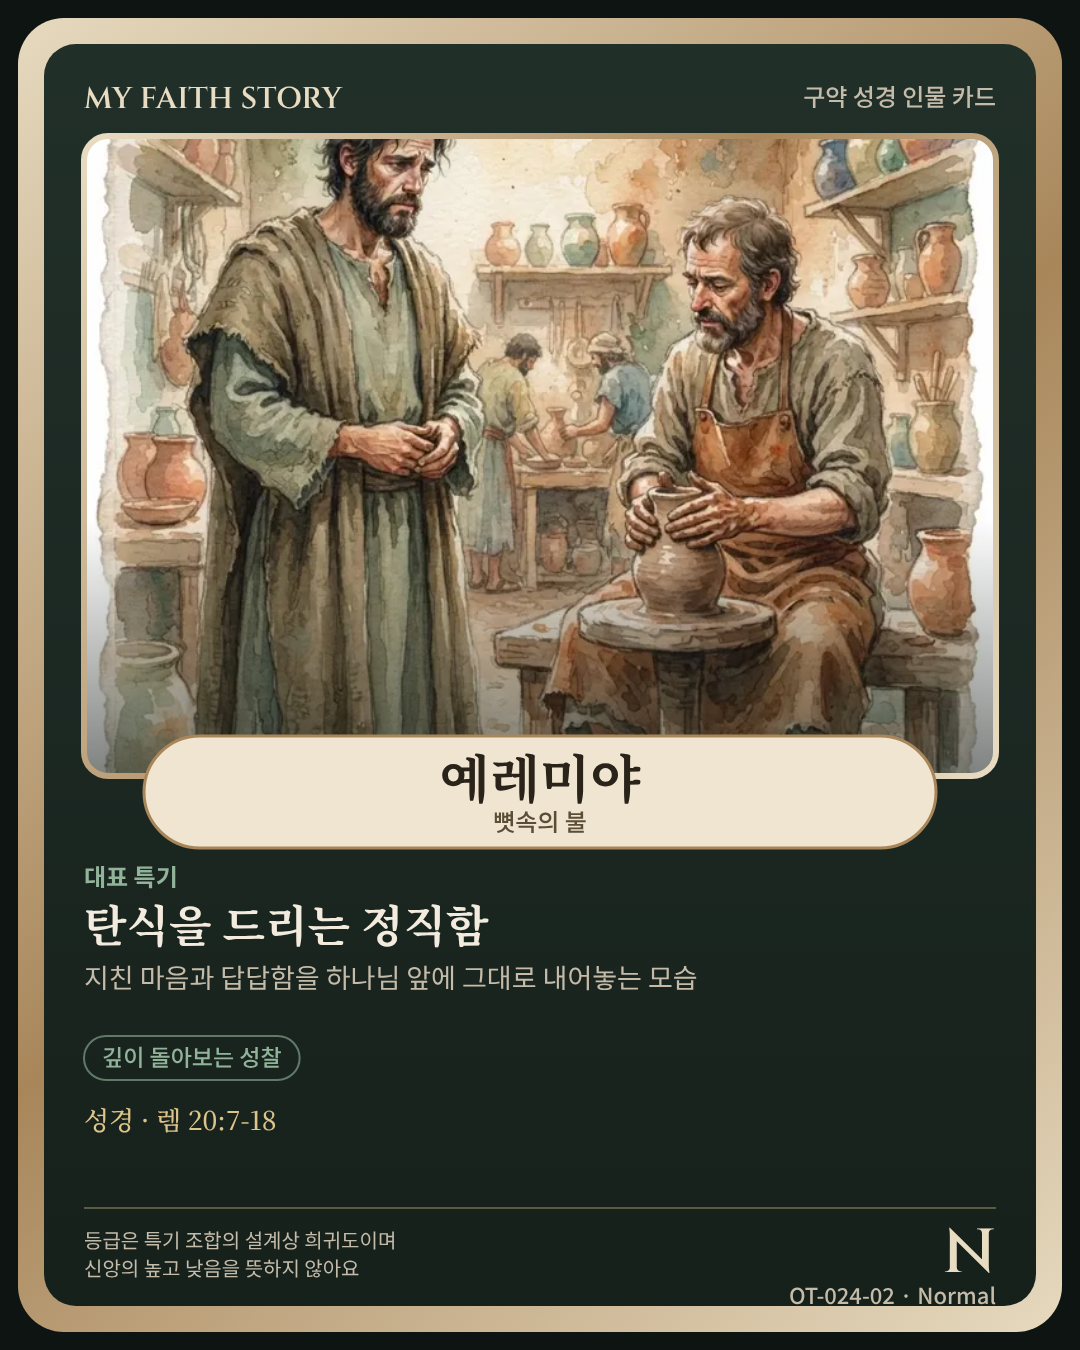 MY FAITH STORY
구약 성경 인물 카드
예레미야
뼛속의 불
대표 특기
탄식을 드리는 정직함
지친 마음과 답답함을 하나님 앞에 그대로 내어놓는 모습
깊이 돌아보는 성찰
성경 · 렘 20:7-18
등급은 특기 조합의 설계상 희귀도이며
신앙의 높고 낮음을 뜻하지 않아요
N
OT-024-02 · Normal